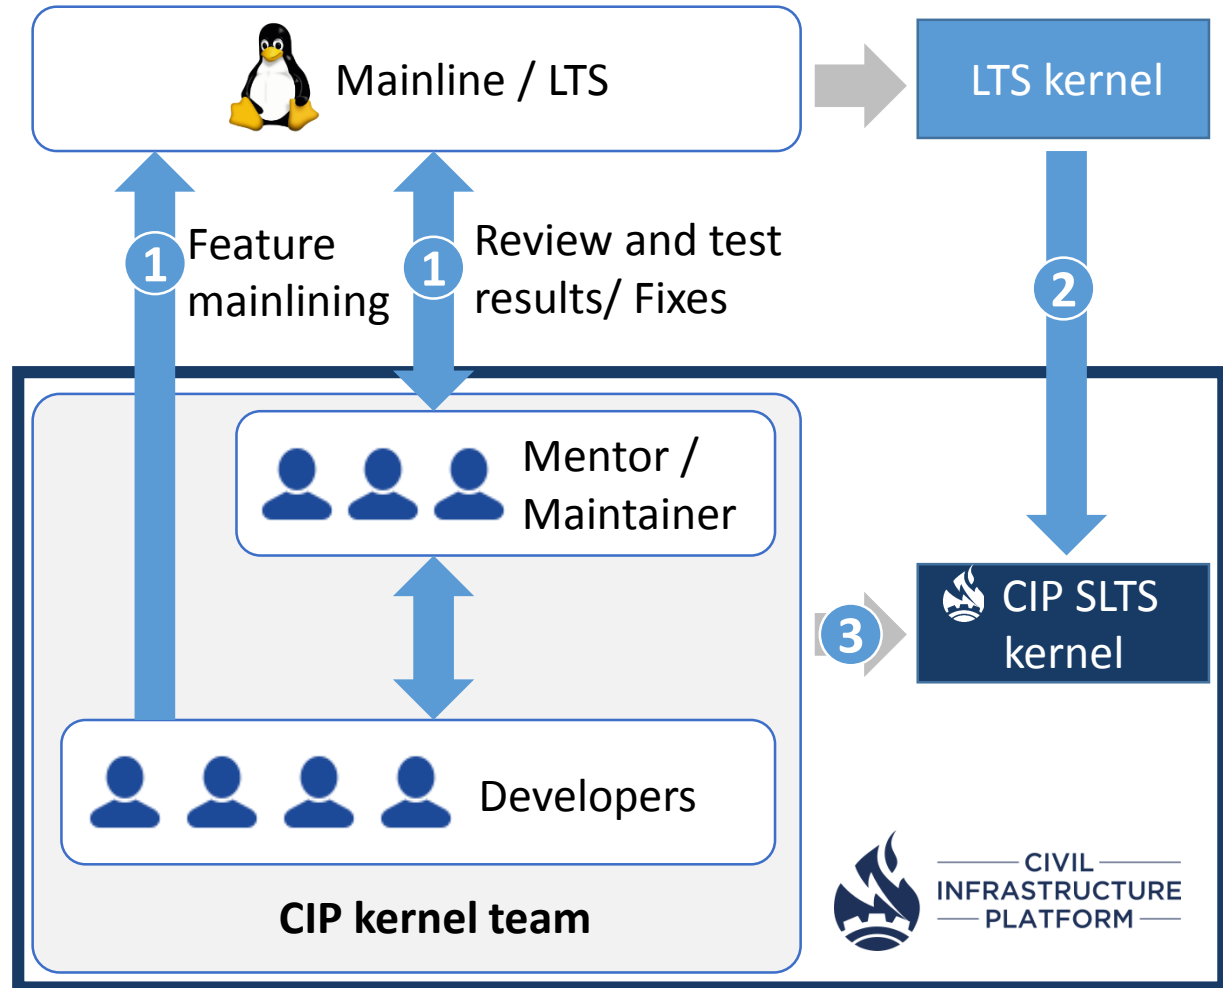 Mainline / LTS
LTS kernel
1
Feature
mainlining
1
Review and test
results/ Fixes
2
Mentor /
Maintainer
3
CIP SLTS
kernel
Developers
CIP kernel team
CIVIL
INFRASTRUCTURE
PLATFORM